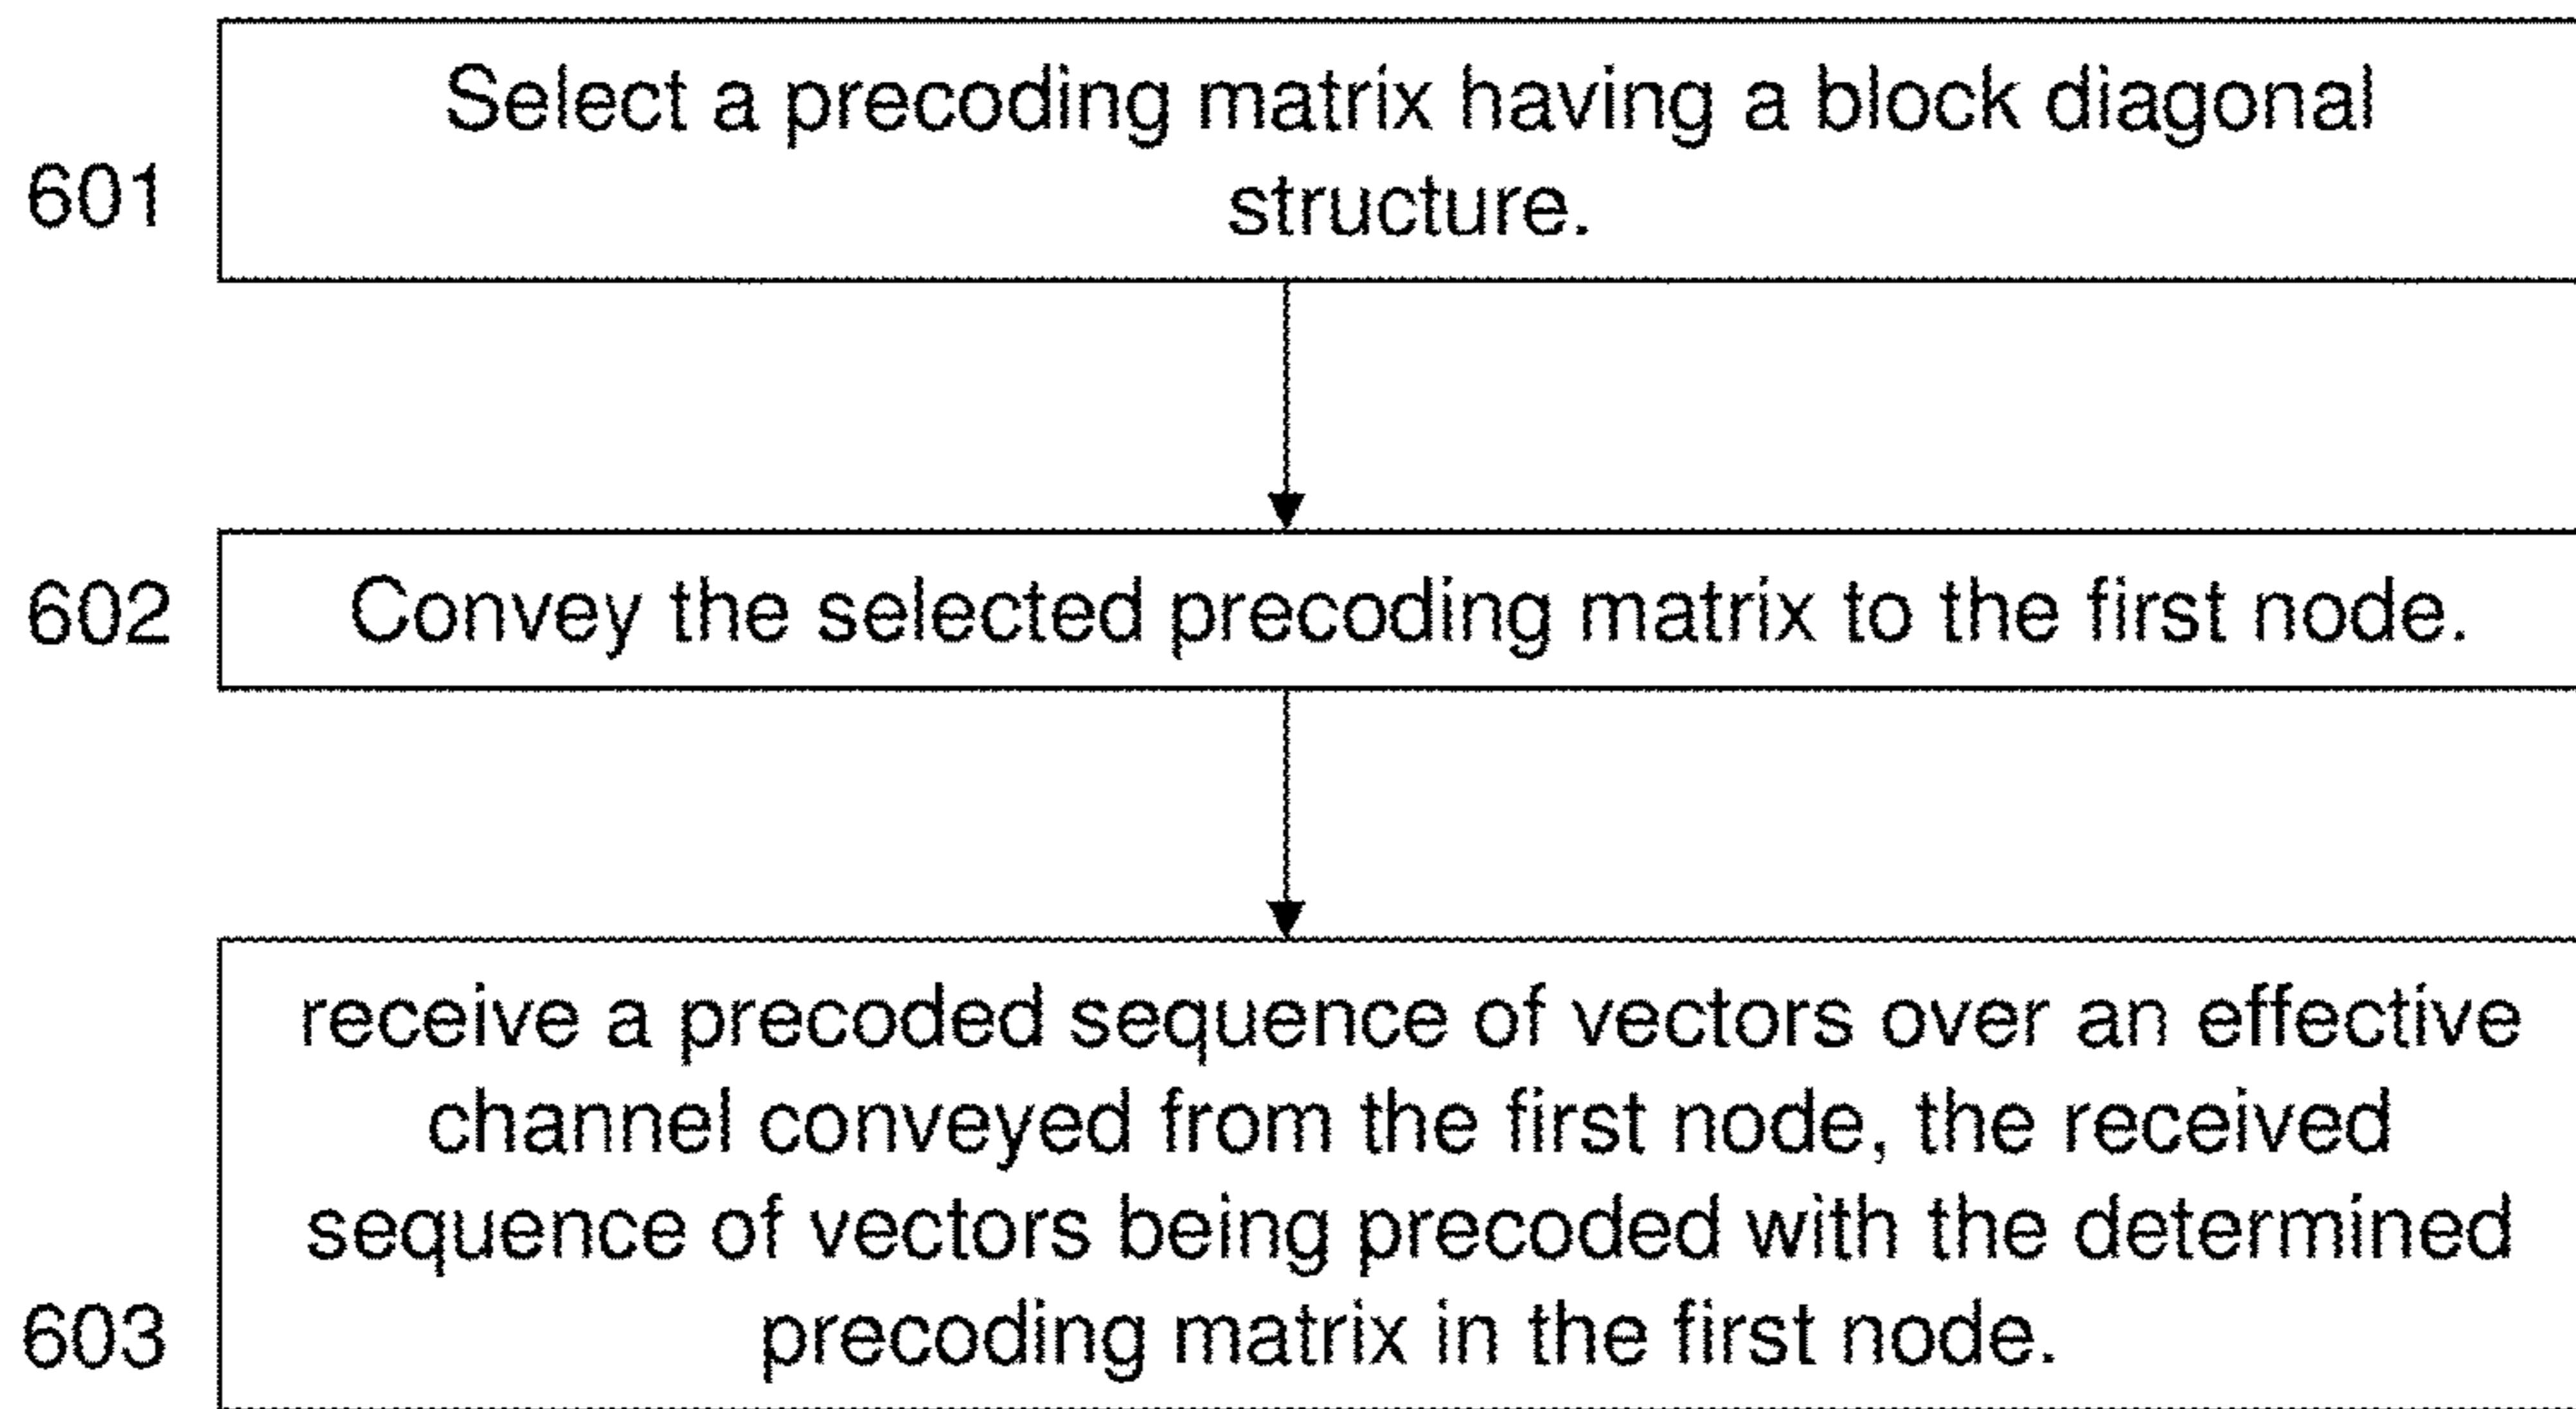 Select a precoding matrix having a block diagonal
601
structure.
602
Convey the selected precoding matrix to the first node.
receive a precoded sequence of vectors over an effective
channel conveyed from the first node, the received
sequence of vectors being precoded with the determined
603
precoding matrix in the first node.